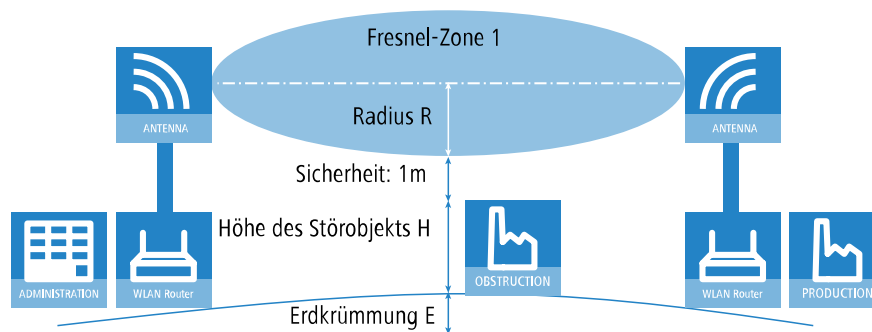 Fresnel-Zone 1
ANTENNA
ANTENNA
Radius R
Sicherheit: 1m
Höhe des Störobjekts H
ADMINISTRATION
WLAN Router
OBSTRUCTION
WLAN Router
PRODUCTION
Erdkrümmung E